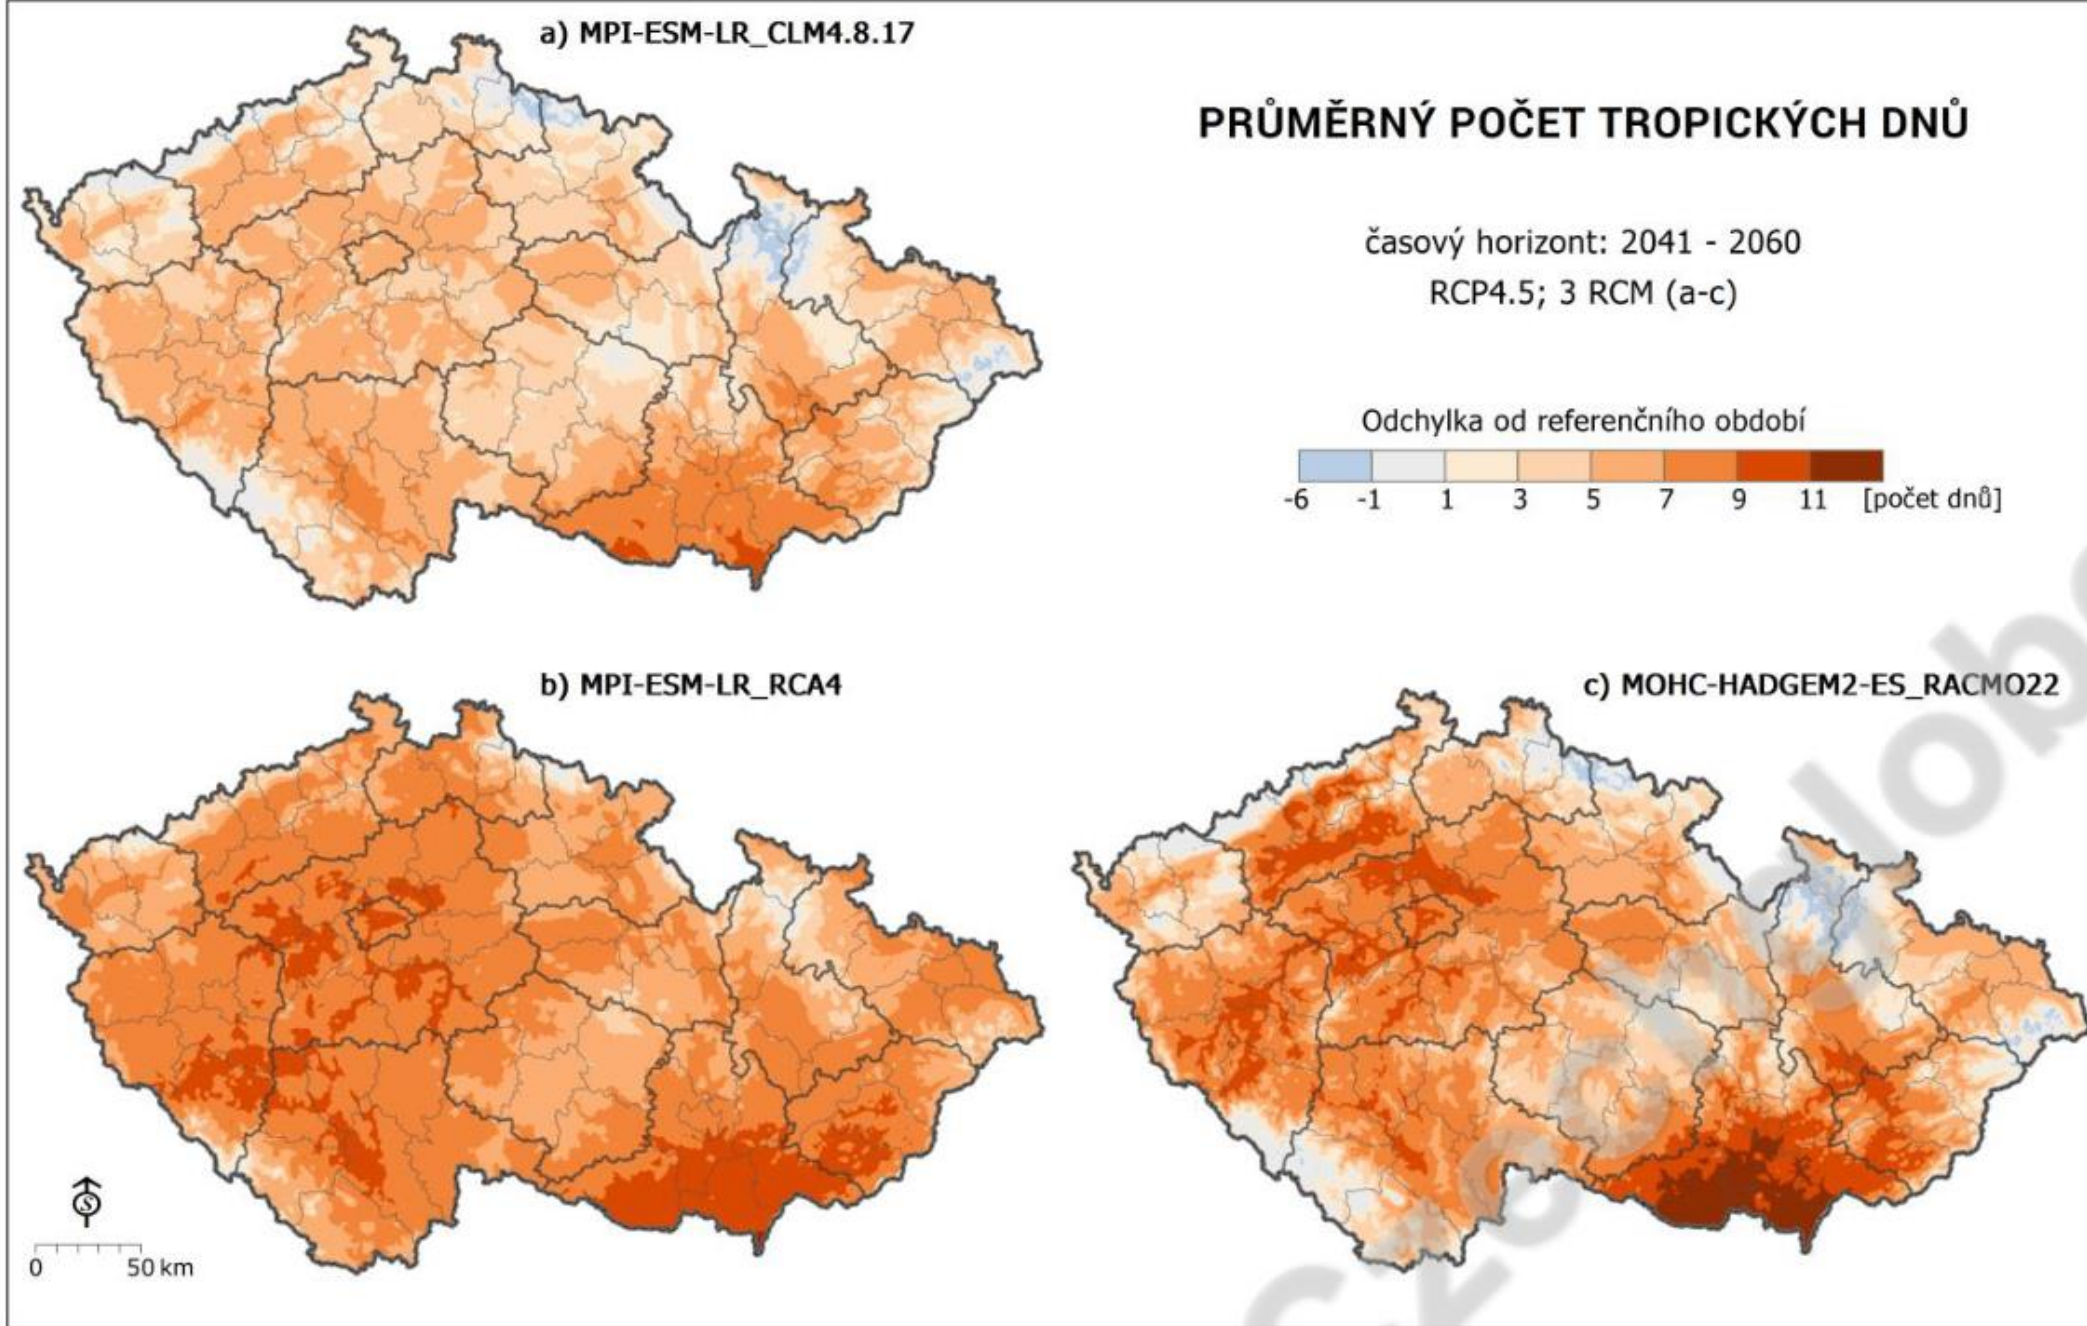 a) MPI-ESM-LR_CLM4.8.17
PRŮMĚRNÝ POČET TROPICKÝCH DNŮ
časový horizont: 2041 - 2060
RCP4.5; 3 RCM (a-c)
Odchylka od referenčního období
-6 -1 1 3 5 7 9 11 [počet dnů]
b) MPI-ESM-LR_RCA4
c) MOHC-HADGEM2-ES_RACMO22
S
0 50 km